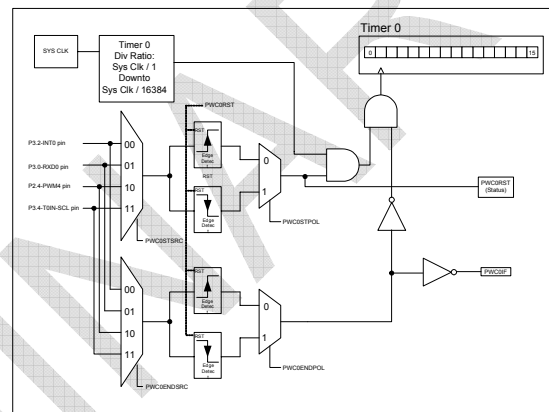 Timer 0
0
15
SYS CLK
Timer 0
Div Ratio:
Sys Clk / 1
Downto
Sys Clk / 16384
PWC0RST
P3.2-INT0 pin
P3.0-RXD0 pin
P2.4-PWM4 pin
P3.4-T0IN-SCL pin
00
01
10
11
RST
Edge
Detec
RST
RST
Edge
Detec
0
1
PWC0STSRC
PWC0STPOL
PWC0RST
(Status)
00
01
10
11
RST
Edge
Detec
RST
Edge
Detec
0
1
PWC0ENDSRC
PWC0ENDPOL
PWC0IF